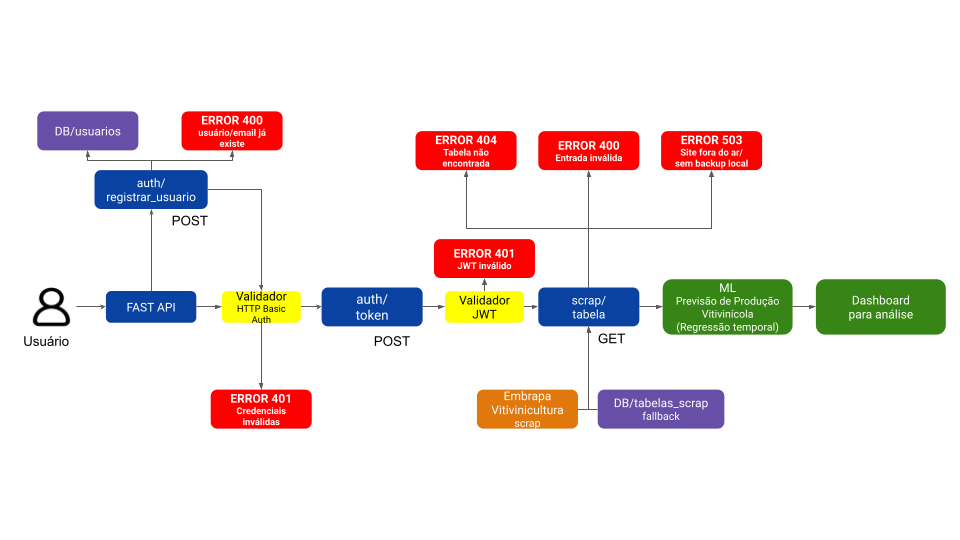 DB/usuarios
ERROR 400
usuário/email já
existe
auth/
registrar_usuario
POST
ERROR 404
Tabela não
encontrada
ERROR 400
Entrada inválida
ERROR 503
Site fora do ar/
sem backup local
ERROR 401
JWT inválido
Usuário
FAST API
Validador
HTTP Basic
Auth
auth/
token
POST
Validador
JWT
scrap/
tabela
GET
ML
Previsão de Produção
Vitivinícola
(Regressão temporal)
Dashboard
para análise
ERROR 401
Credenciais
inválidas
Embrapa
Vitivinicultura
scrap
DB/tabelas_scrap
fallback